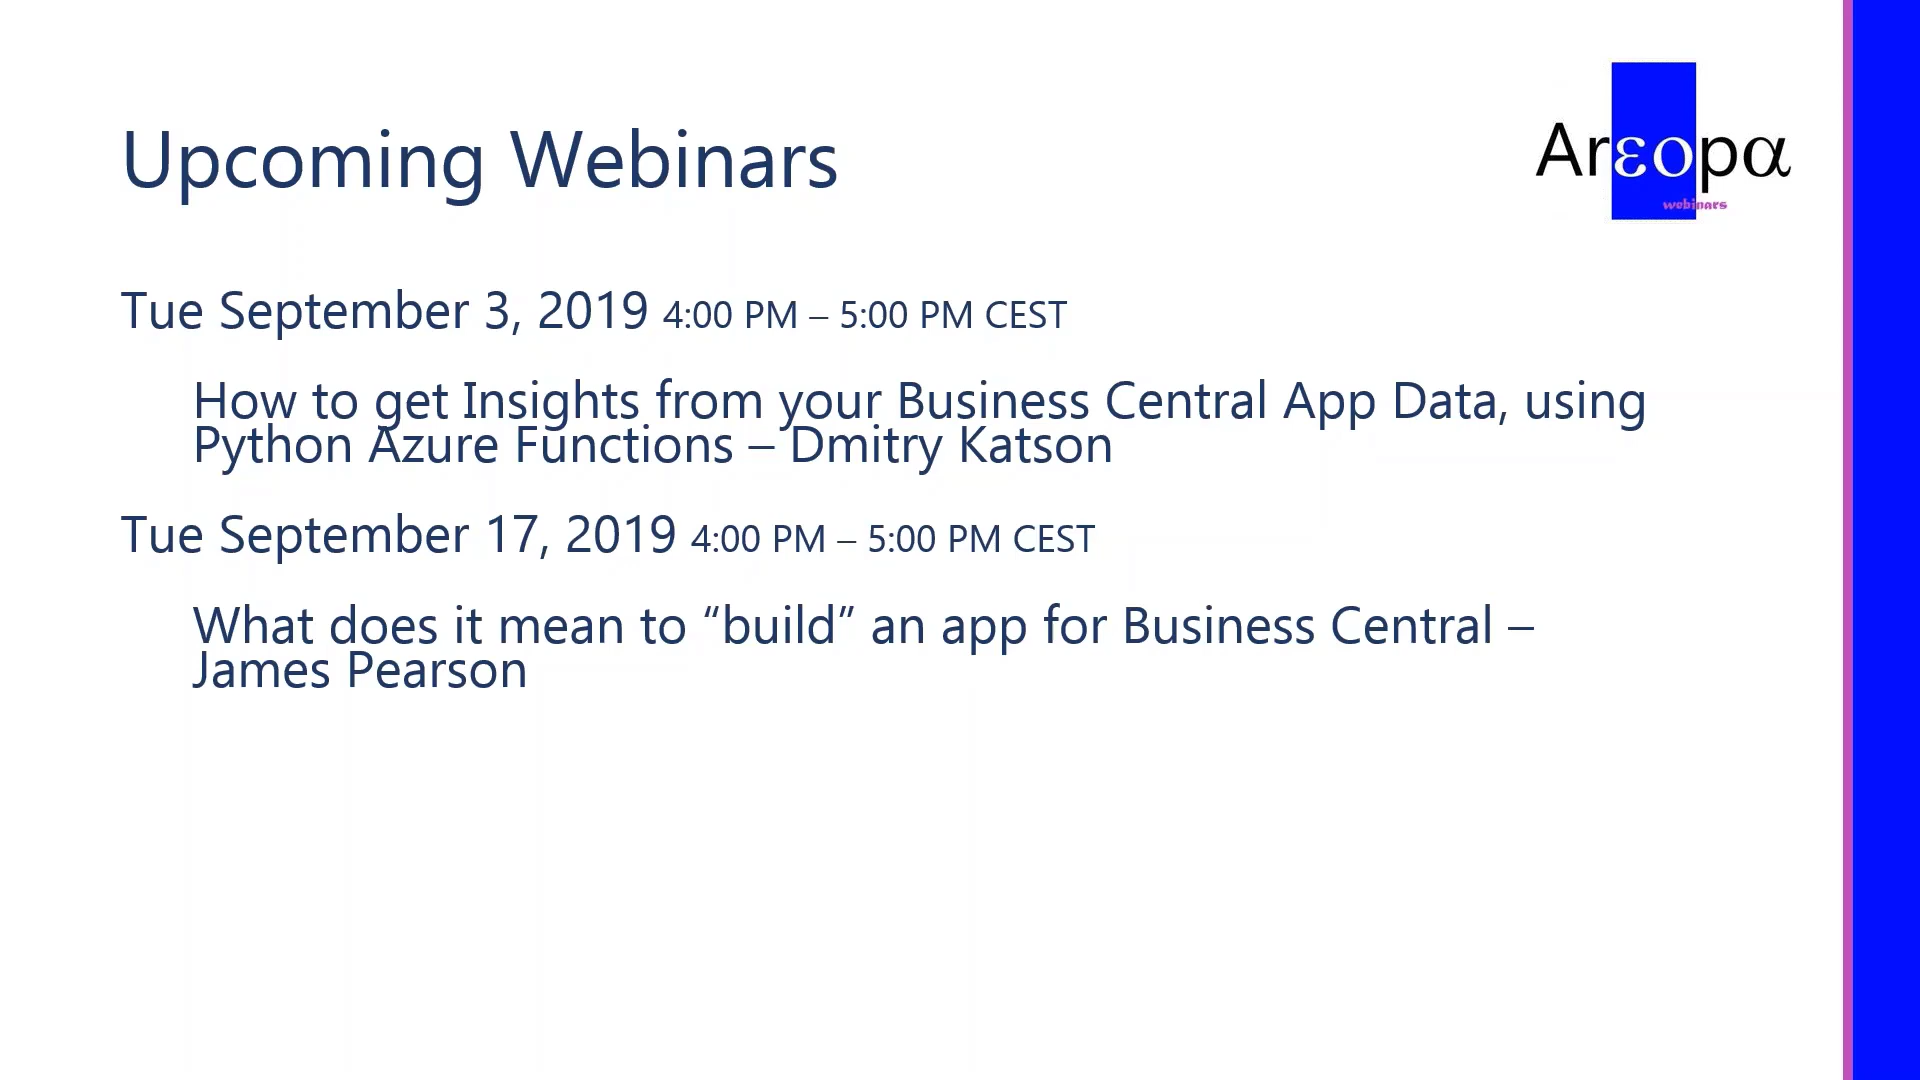 Upcoming Webinars
Arεopα
webinars
Tue September 3, 2019 4:00 PM – 5:00 PM CEST
How to get Insights from your Business Central App Data, using
Python Azure Functions – Dmitry Katson
Tue September 17, 2019 4:00 PM – 5:00 PM CEST
What does it mean to “build” an app for Business Central –
James Pearson